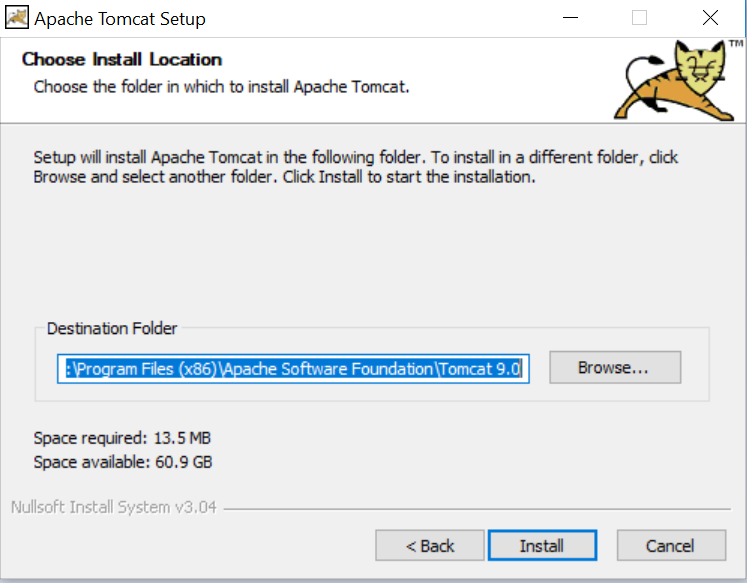 Apache Tomcat Setup
Choose Install Location
Choose the folder in which to install Apache Tomcat.
TM
Setup will install Apache Tomcat in the following folder. To install in a different folder, click
Browse and select another folder. Click Install to start the installation.
Destination Folder
:\Program Files (x86)\Apache Software Foundation\Tomcat 9.0
Browse...
Space required: 13.5 MB
Space available: 60.9 GB
Nullsoft Install System v3.04
< Back
Install
Cancel